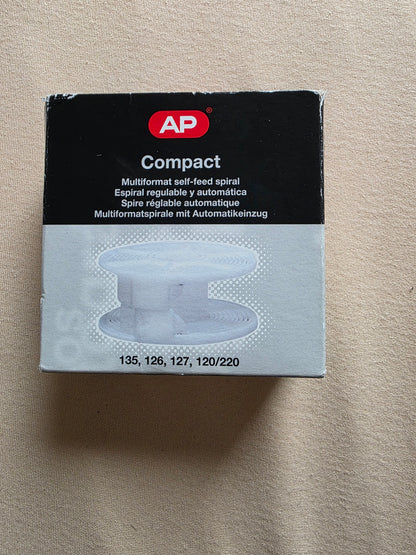 AP®
Compact
Multiformat self-feed spiral
Espiral regulable y automática
Spire réglable automatique
Multiformatspirale mit Automatikeinzug
135, 126, 127, 120/220